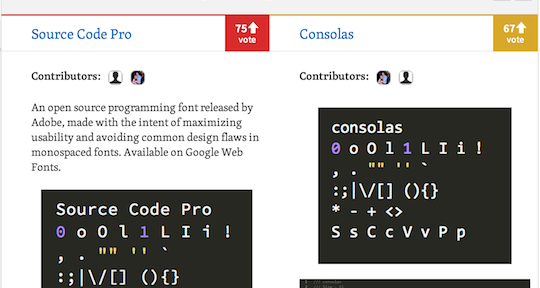 Source Code Pro
75
vote
Contributors:
An open source programming font released by
Adobe, made with the intent of maximizing
usability and avoiding common design flaws in
monospaced fonts. Available on Google Web
Fonts.
Source Code Pro
0 o O l 1 L I i !
, . "" '' `
:;|\/[] (){}
Consolas
67
vote
Contributors:
consolas
0 o O l 1 L I i !
, . "" '' `
:;|\/[] (){}
* - + <>
S s C c V v P p